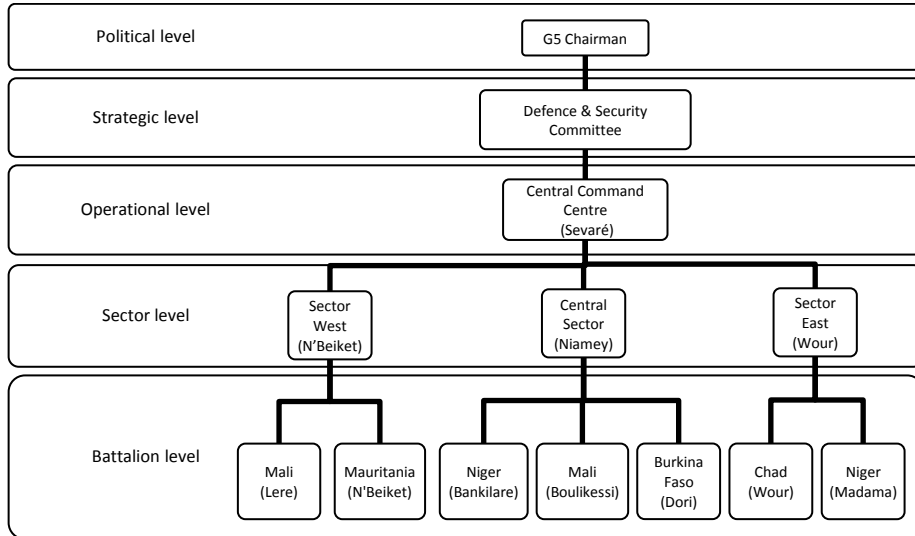 Political level
G5 Chairman
Strategic level
Defence & Security
Committee
Operational level
Central Command
Centre
(Sevaré)
Sector level
Sector
West
(N’Beiket)
Central
Sector
(Niamey)
Sector
East
(Wour)
Battalion level
Mali
(Lere)
Mauritania
(N'Beiket)
Niger
(Bankilare)
Mali
(Boulikessi)
Burkina
Faso
(Dori)
Chad
(Wour)
Niger
(Madama)